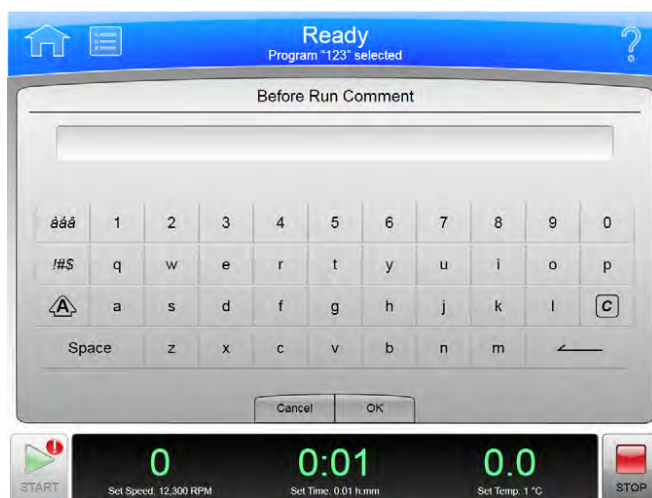 Ready
Program "123" selected
?
Before Run Comment
àáâ 1 2 3 4 5 6 7 8 9 0
!#$ q w e r t y u i o p
A a s d f g h j k l C
Space z x c v b n m
Cancel OK
! 0 0:01 0.0
START Set Speed: 12,300 RPM Set Time: 0.01 h:mm Set Temp: 1 °C STOP